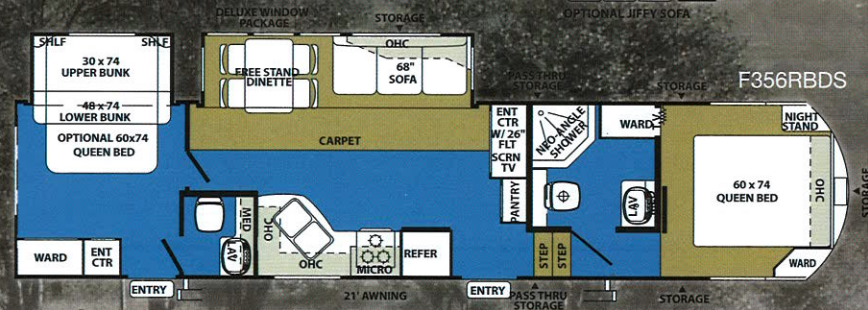 DELUXE WINDOW
PACKAGE
STORAGE
OPTIONAL JIFFY SOFA
SHLF
SHLF
30 x 74
UPPER BUNK
48 x 74
LOWER BUNK
OPTIONAL 60x74
QUEEN BED
FREE STAND
DINETTE
OHC
68"
SOFA
PASS THRU
STORAGE
STORAGE
F356RBDS
CARPET
ENT
CTR
W/ 26"
FLT
SCRN
TV
PANTRY
NEO-ANGLE
SHOWER
WARD
TV
NIGHT
STAND
60 x 74
QUEEN BED
OHC
STORAGE
LAV
WARD
WARD
ENT
CTR
MED
LAV
OHC
OHC
MICRO
REFER
STEP
STEP
ENTRY
21' AWNING
ENTRY
PASS THRU
STORAGE
STORAGE